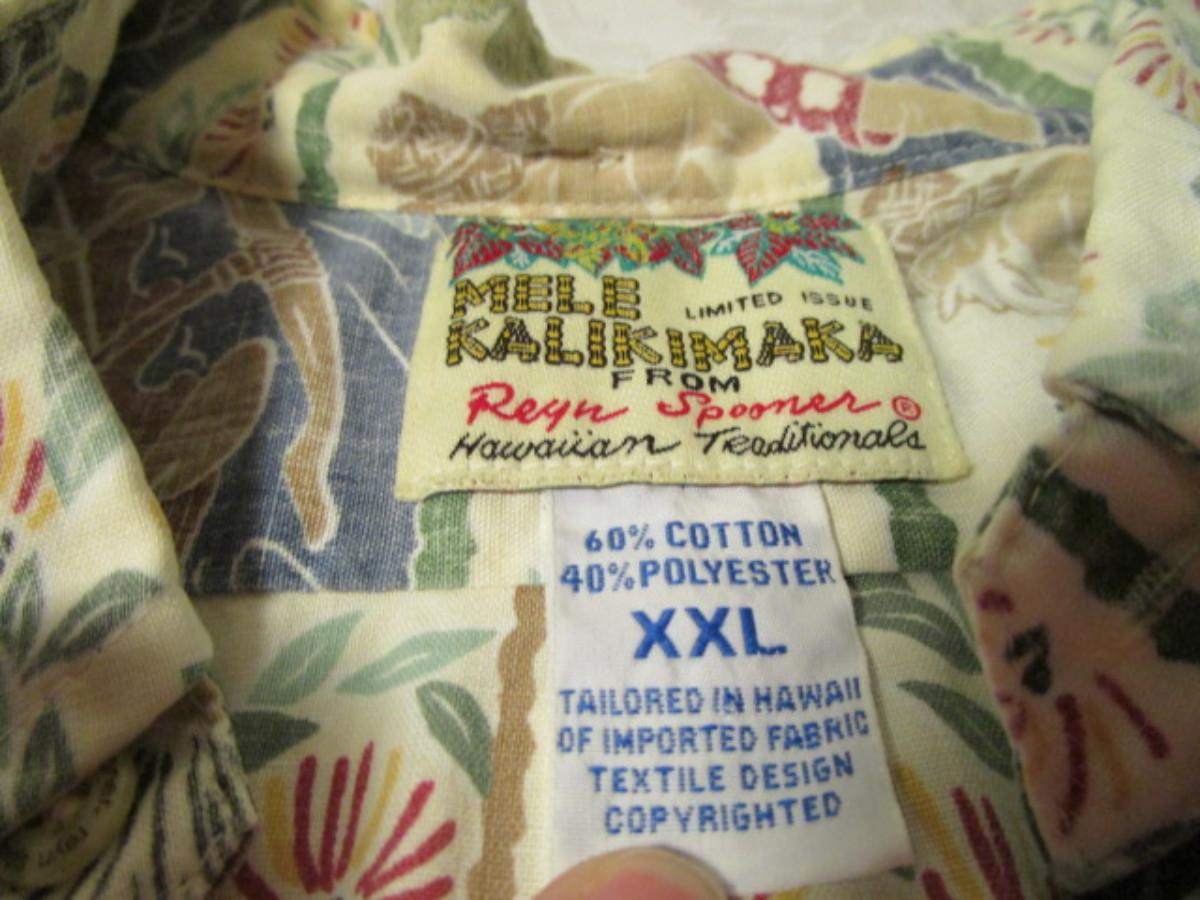 MELE
LIMITED ISSUE
KALIKIMAKA
FROM
Reyn Spooner ®
Hawaiian Traditionals
60% COTTON
40% POLYESTER
XXL
TAILORED IN HAWAII
OF IMPORTED FABRIC
TEXTILE DESIGN
COPYRIGHTED